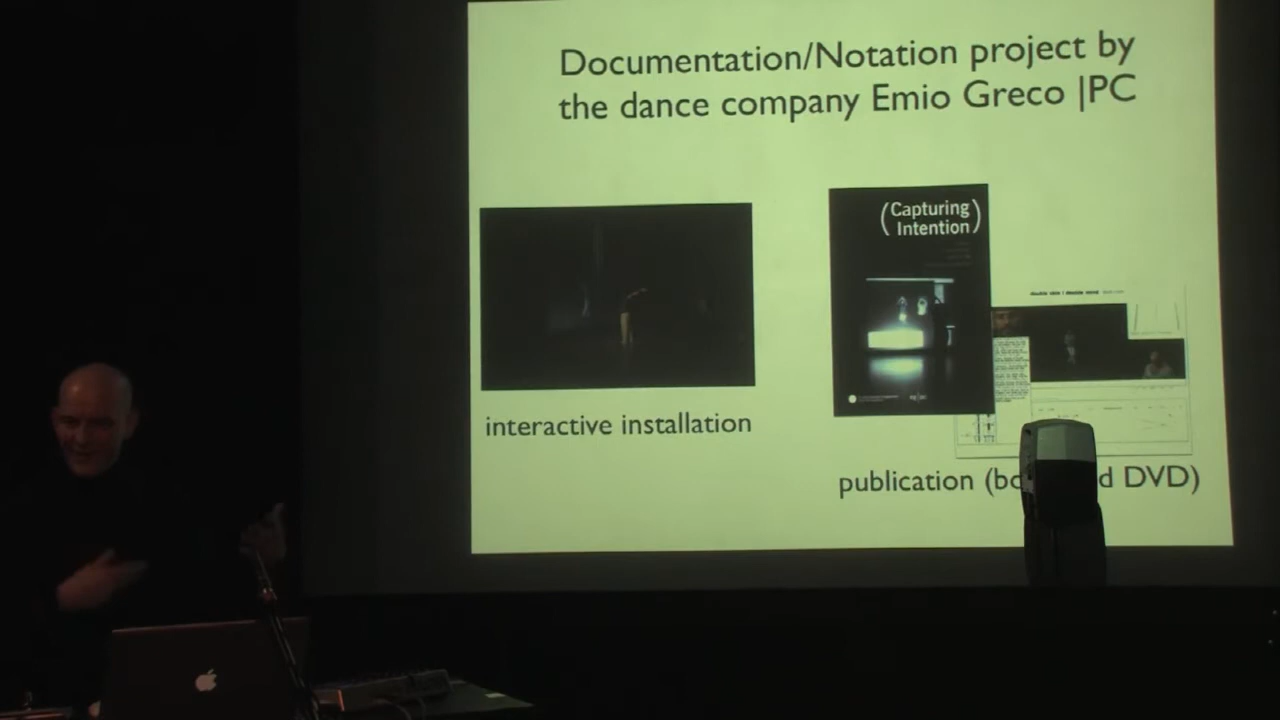 Documentation/Notation project by
the dance company Emio Greco |PC
(Capturing
Intention)
interactive installation
publication (bo d DVD)